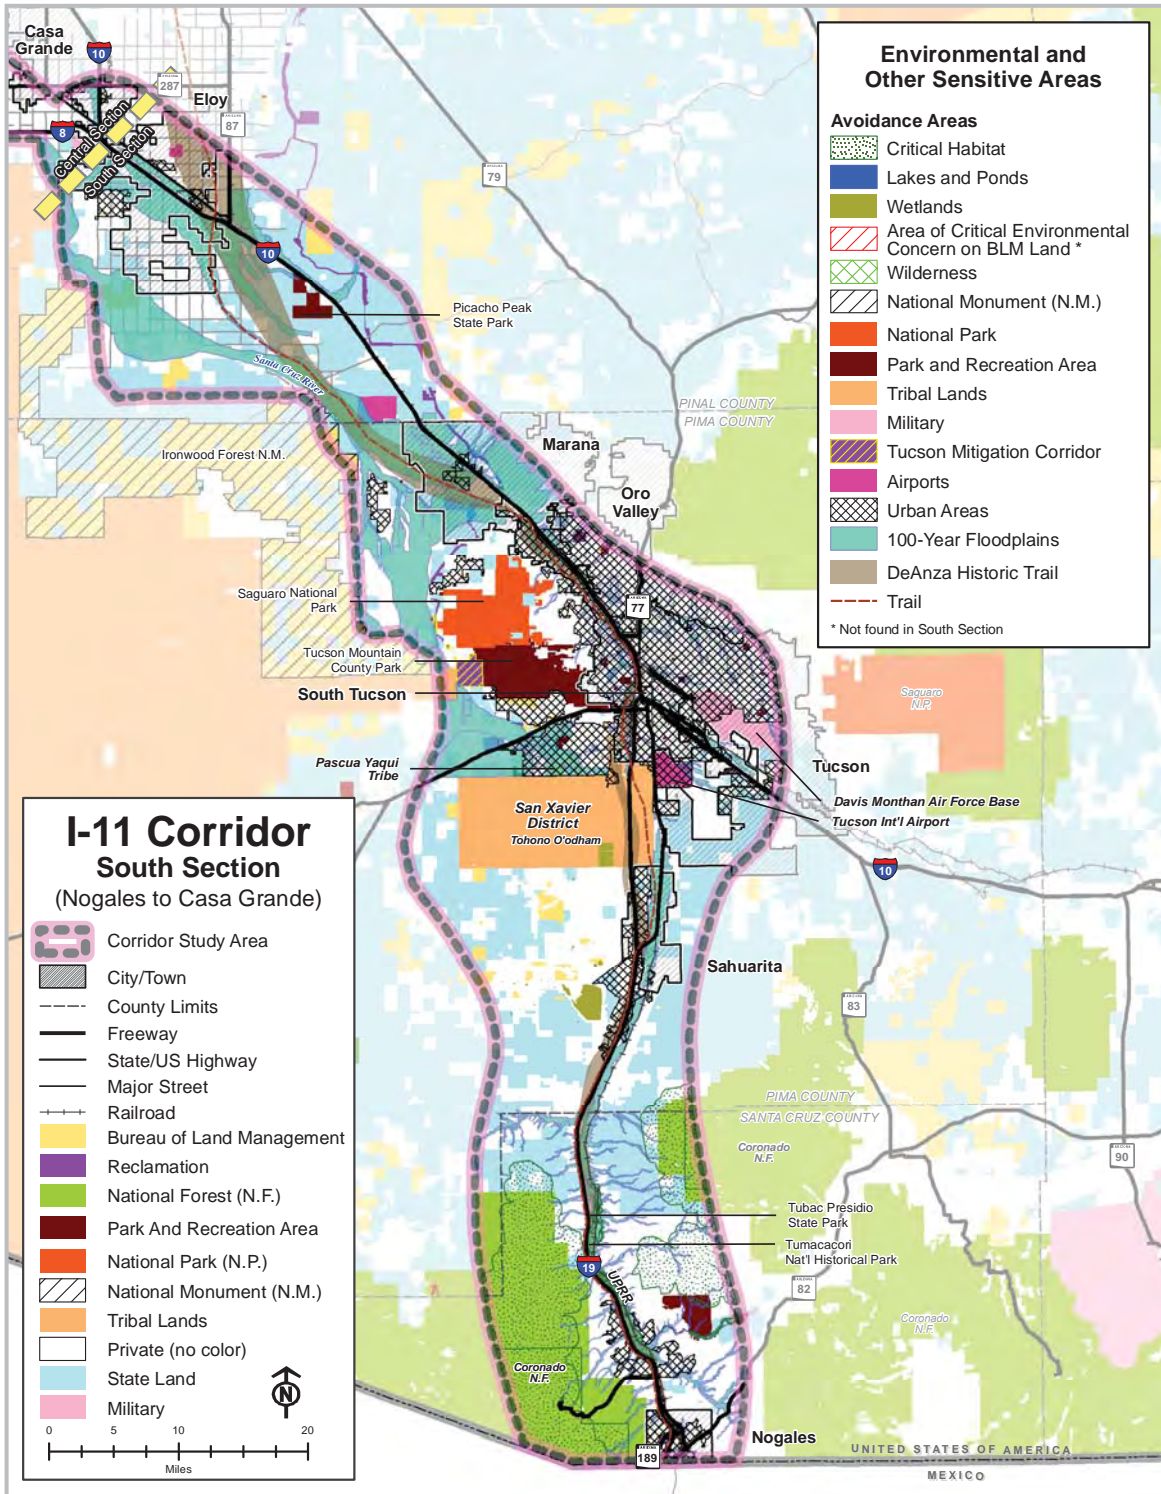 Casa
Grande
10
ARIZONA
287
Eloy
ARIZONA
87
8
Central Section
South Section
ARIZONA
79
10
Picacho Peak
State Park
Santa Cruz River
PINAL COUNTY
PIMA COUNTY
Ironwood Forest N.M.
Marana
Oro
Valley
Saguaro National
Park
ARIZONA
77
Tucson Mountain
County Park
South Tucson
Saguaro
N.P.
Pascua Yaqui
Tribe
Tucson
San Xavier
District
Tohono O'odham
Davis Monthan Air Force Base
Tucson Int'l Airport
10
Sahuarita
ARIZONA
83
PIMA COUNTY
SANTA CRUZ COUNTY
Coronado
N.F.
ARIZONA
90
Tubac Presidio
State Park
Tumacacori
Nat'l Historical Park
19
UPRR
ARIZONA
82
Coronado
N.F.
Coronado
N.F.
Nogales
ARIZONA
189
UNITED STATES OF AMERICA
MEXICO
Environmental and
Other Sensitive Areas
Avoidance Areas
Critical Habitat
Lakes and Ponds
Wetlands
Area of Critical Environmental
Concern on BLM Land *
Wilderness
National Monument (N.M.)
National Park
Park and Recreation Area
Tribal Lands
Military
Tucson Mitigation Corridor
Airports
Urban Areas
100-Year Floodplains
DeAnza Historic Trail
Trail
* Not found in South Section
I-11 Corridor
South Section
(Nogales to Casa Grande)
Corridor Study Area
City/Town
County Limits
Freeway
State/US Highway
Major Street
Railroad
Bureau of Land Management
Reclamation
National Forest (N.F.)
Park And Recreation Area
National Park (N.P.)
National Monument (N.M.)
Tribal Lands
Private (no color)
State Land
Military
N
0 5 10 20
Miles